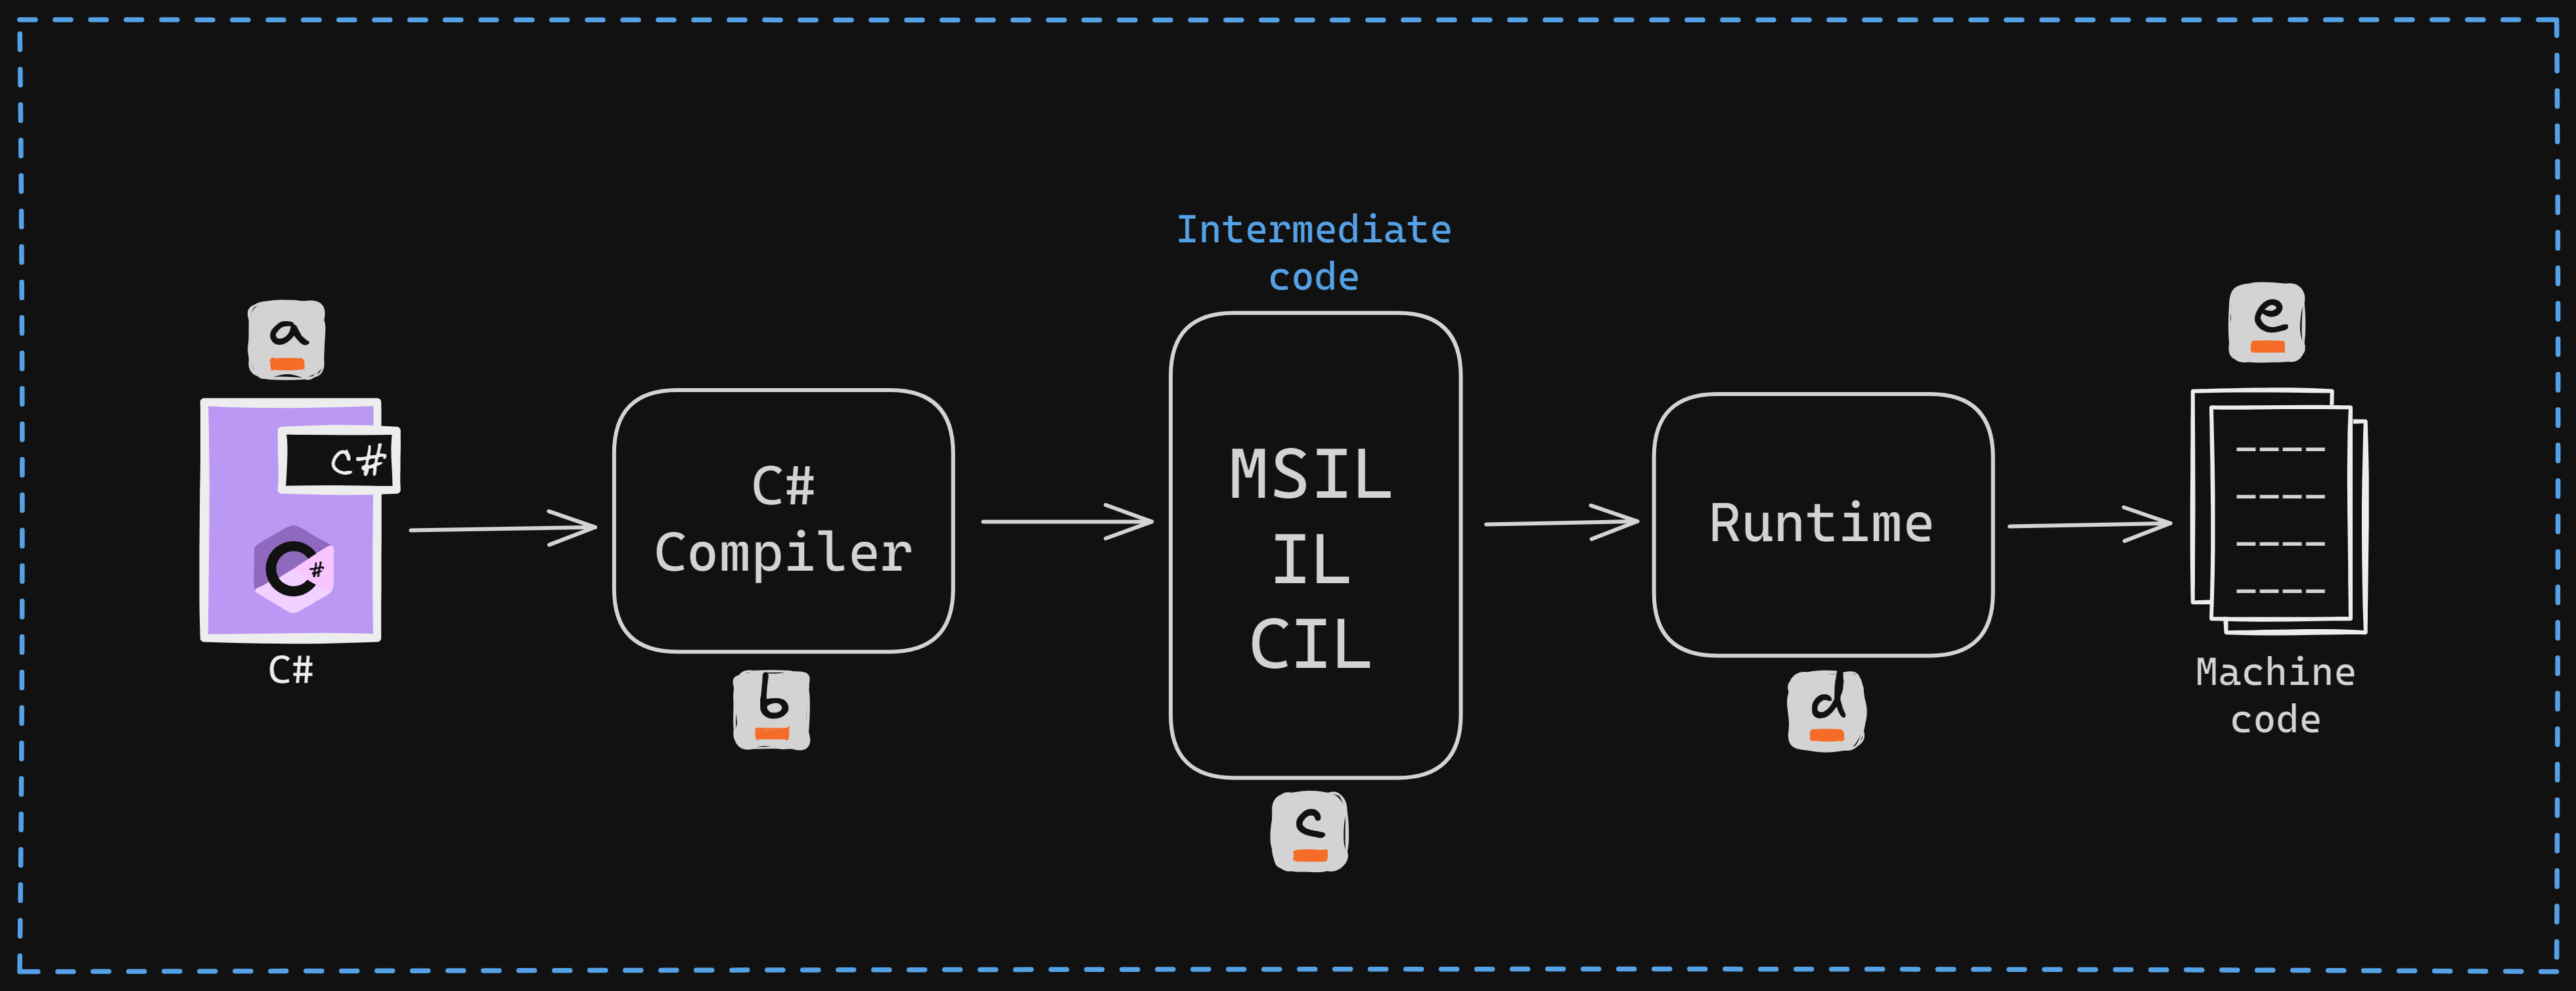 Intermediate
code
a
e
C#
C#
Compiler
MSIL
IL
CIL
Runtime
C#
C#
Machine
code
b
d
c